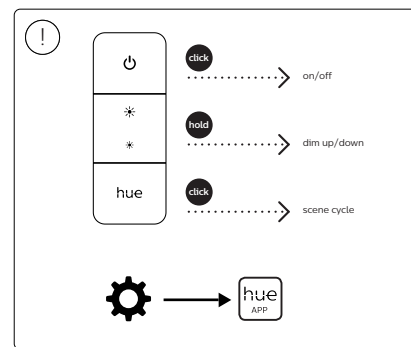 !
click
on/off
hold
dim up/down
hue
click
scene cycle
hue
APP